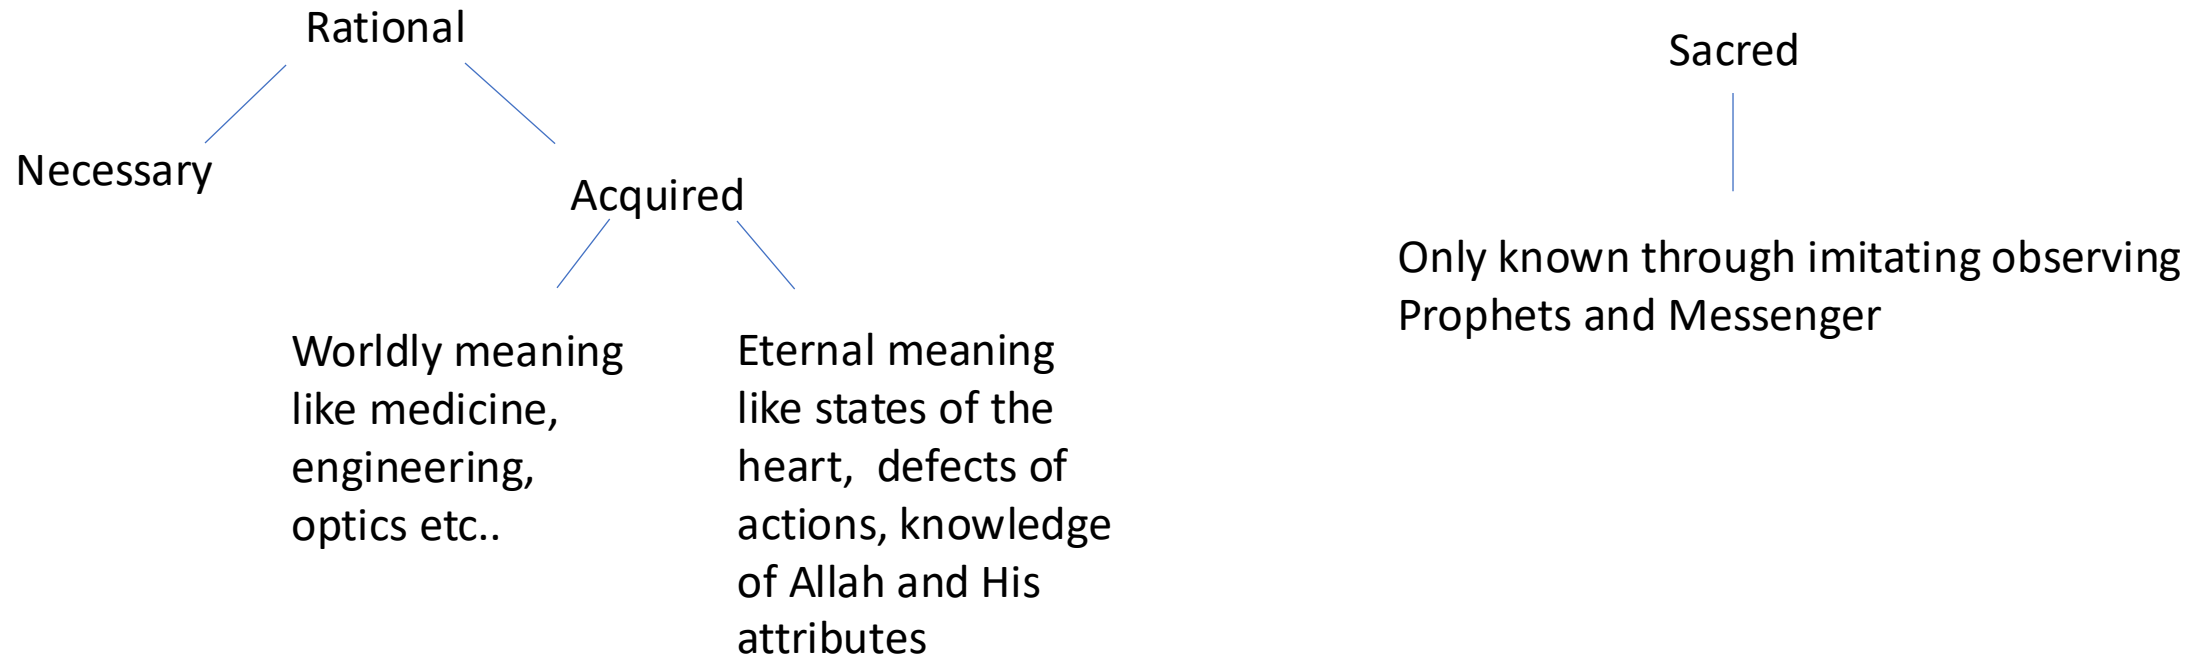 Rational
Sacred
Necessary
Acquired
Only known through imitating observing
Prophets and Messenger
Worldly meaning
like medicine,
engineering,
optics etc..
Eternal meaning
like states of the
heart,  defects of
actions, knowledge
of Allah and His
attributes